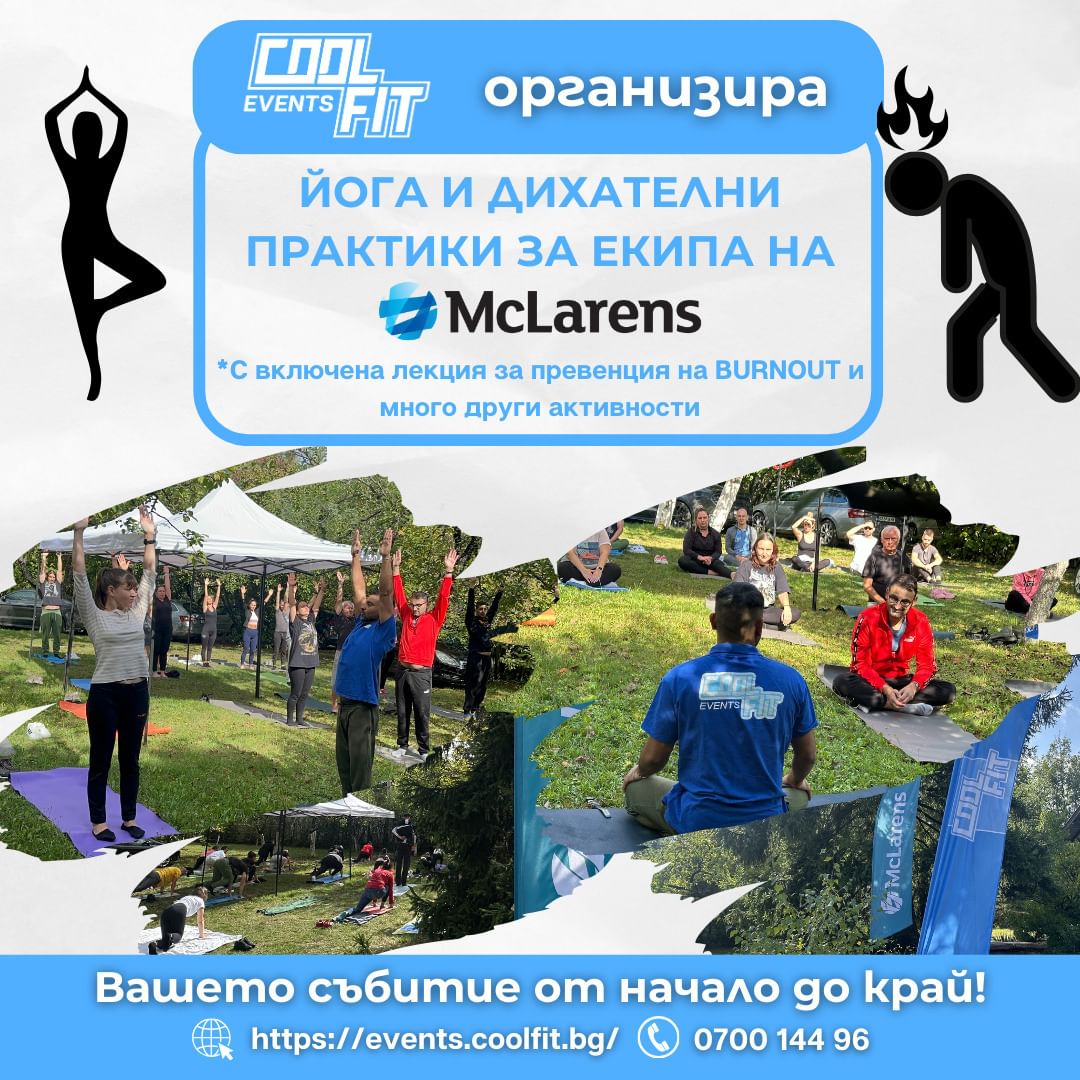 COOL
EVENTS FIT
организира
ЙОГА И ДИХАТЕЛНИ
ПРАКТИКИ ЗА ЕКИПА НА
McLarens
*С включена лекция за превенция на BURNOUT и
много други активности
COOL
EVENTS FIT
McLarens
COOL
FIT
Вашето събитие от начало до край!
https://events.coolfit.bg/
0700 144 96